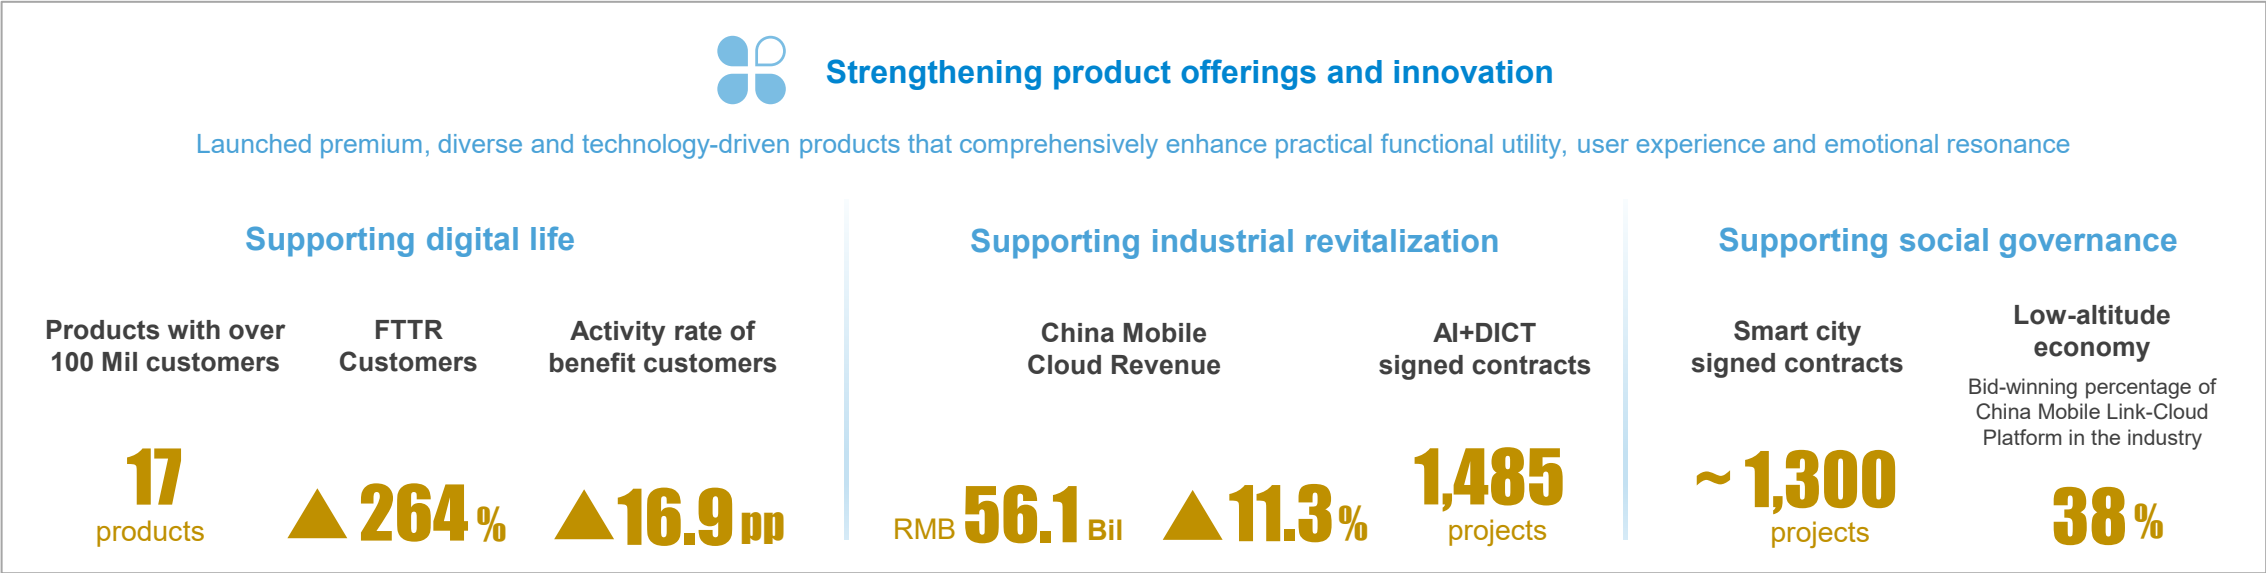 Strengthening product offerings and innovation
Launched premium, diverse and technology-driven products that comprehensively enhance practical functional utility, user experience and emotional resonance
Supporting digital life
Products with over
100 Mil customers
17
products
FTTR
Customers
▲ 264 %
Activity rate of
benefit customers
▲ 16.9 pp
Supporting industrial revitalization
China Mobile
Cloud Revenue
RMB 56.1 Bil ▲ 11.3 %
AI+DICT
signed contracts
1,485
projects
Supporting social governance
Smart city
signed contracts
~ 1,300
projects
Low-altitude
economy
Bid-winning percentage of
China Mobile Link-Cloud
Platform in the industry
38 %